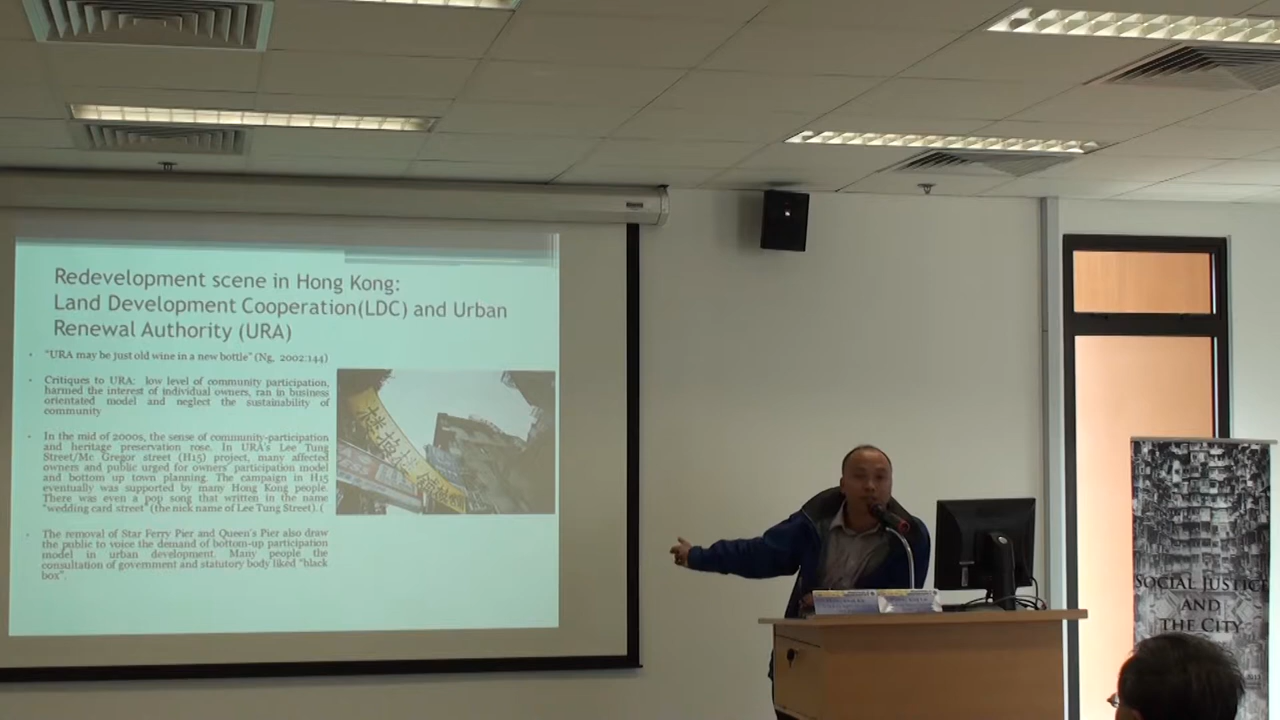 Redevelopment scene in Hong Kong:
Land Development Cooperation(LDC) and Urban
Renewal Authority (URA)
• "URA may be just old wine in a new bottle" (Ng, 2002:144)
• Critiques to URA: low level of community participation,
harmed the interest of individual owners, ran in business
orientated model and neglect the sustainability of
community
• In the mid of 2000s, the sense of community-participation
and heritage preservation rose. In URA's Lee Tung
Street/Mc Gregor street (H15) project, many affected
owners and public urged for owners' participation model
and bottom up town planning. The campaign in H15
eventually was supported by many Hong Kong people.
There was even a pop song that written in the name
"wedding card street" (the nick name of Lee Tung Street). (
• The removal of Star Ferry Pier and Queen's Pier also draw
the public to voice the demand of bottom-up participation
model in urban development. Many people the
consultation of government and statutory body liked "black
box".
SOCIAL JUSTICE
AND
THE CITY